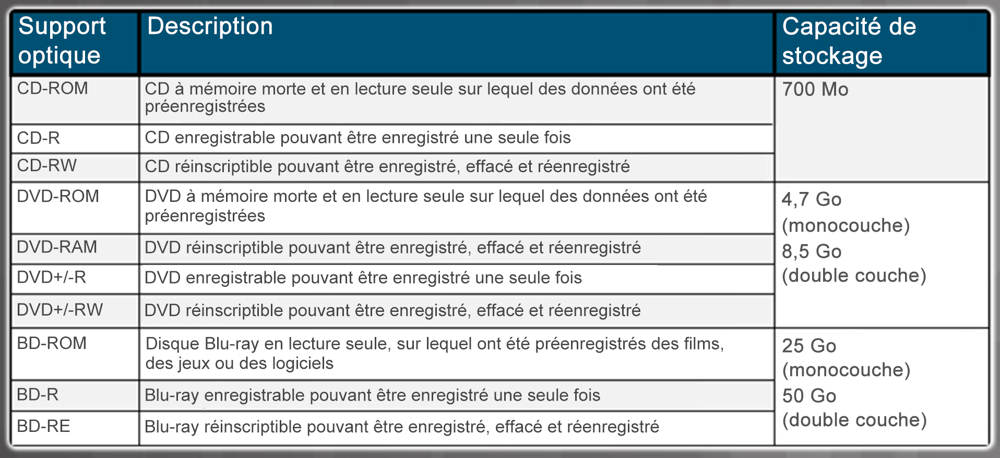 Support
optique
Description
Capacité de
stockage
CD-ROM
CD à mémoire morte et en lecture seule sur lequel des données ont été
préenregistrées
700 Mo
CD-R
CD enregistrable pouvant être enregistré une seule fois
CD-RW
CD réinscriptible pouvant être enregistré, effacé et réenregistré
DVD-ROM
DVD à mémoire morte et en lecture seule sur lequel des données ont été
préenregistrées
4,7 Go
(monocouche)
8,5 Go
(double couche)
DVD-RAM
DVD réinscriptible pouvant être enregistré, effacé et réenregistré
DVD+/-R
DVD enregistrable pouvant être enregistré une seule fois
DVD+/-RW
DVD réinscriptible pouvant être enregistré, effacé et réenregistré
BD-ROM
Disque Blu-ray en lecture seule, sur lequel ont été préenregistrés des films,
des jeux ou des logiciels
25 Go
(monocouche)
50 Go
(double couche)
BD-R
Blu-ray enregistrable pouvant être enregistré une seule fois
BD-RE
Blu-ray réinscriptible pouvant être enregistré, effacé et réenregistré